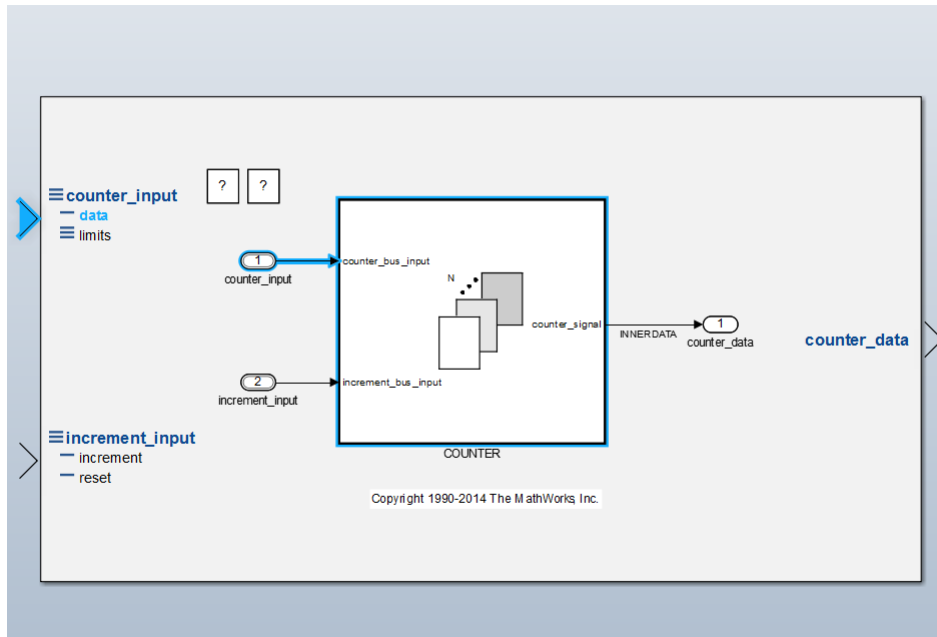 counter_input
data
limits
? ?
1
counter_input
counter_bus_input
N
counter_signal
INNERDATA
1
counter_data
counter_data
2
increment_input
increment_bus_input
increment_input
increment
reset
COUNTER
Copyright 1990-2014 The MathWorks, Inc.